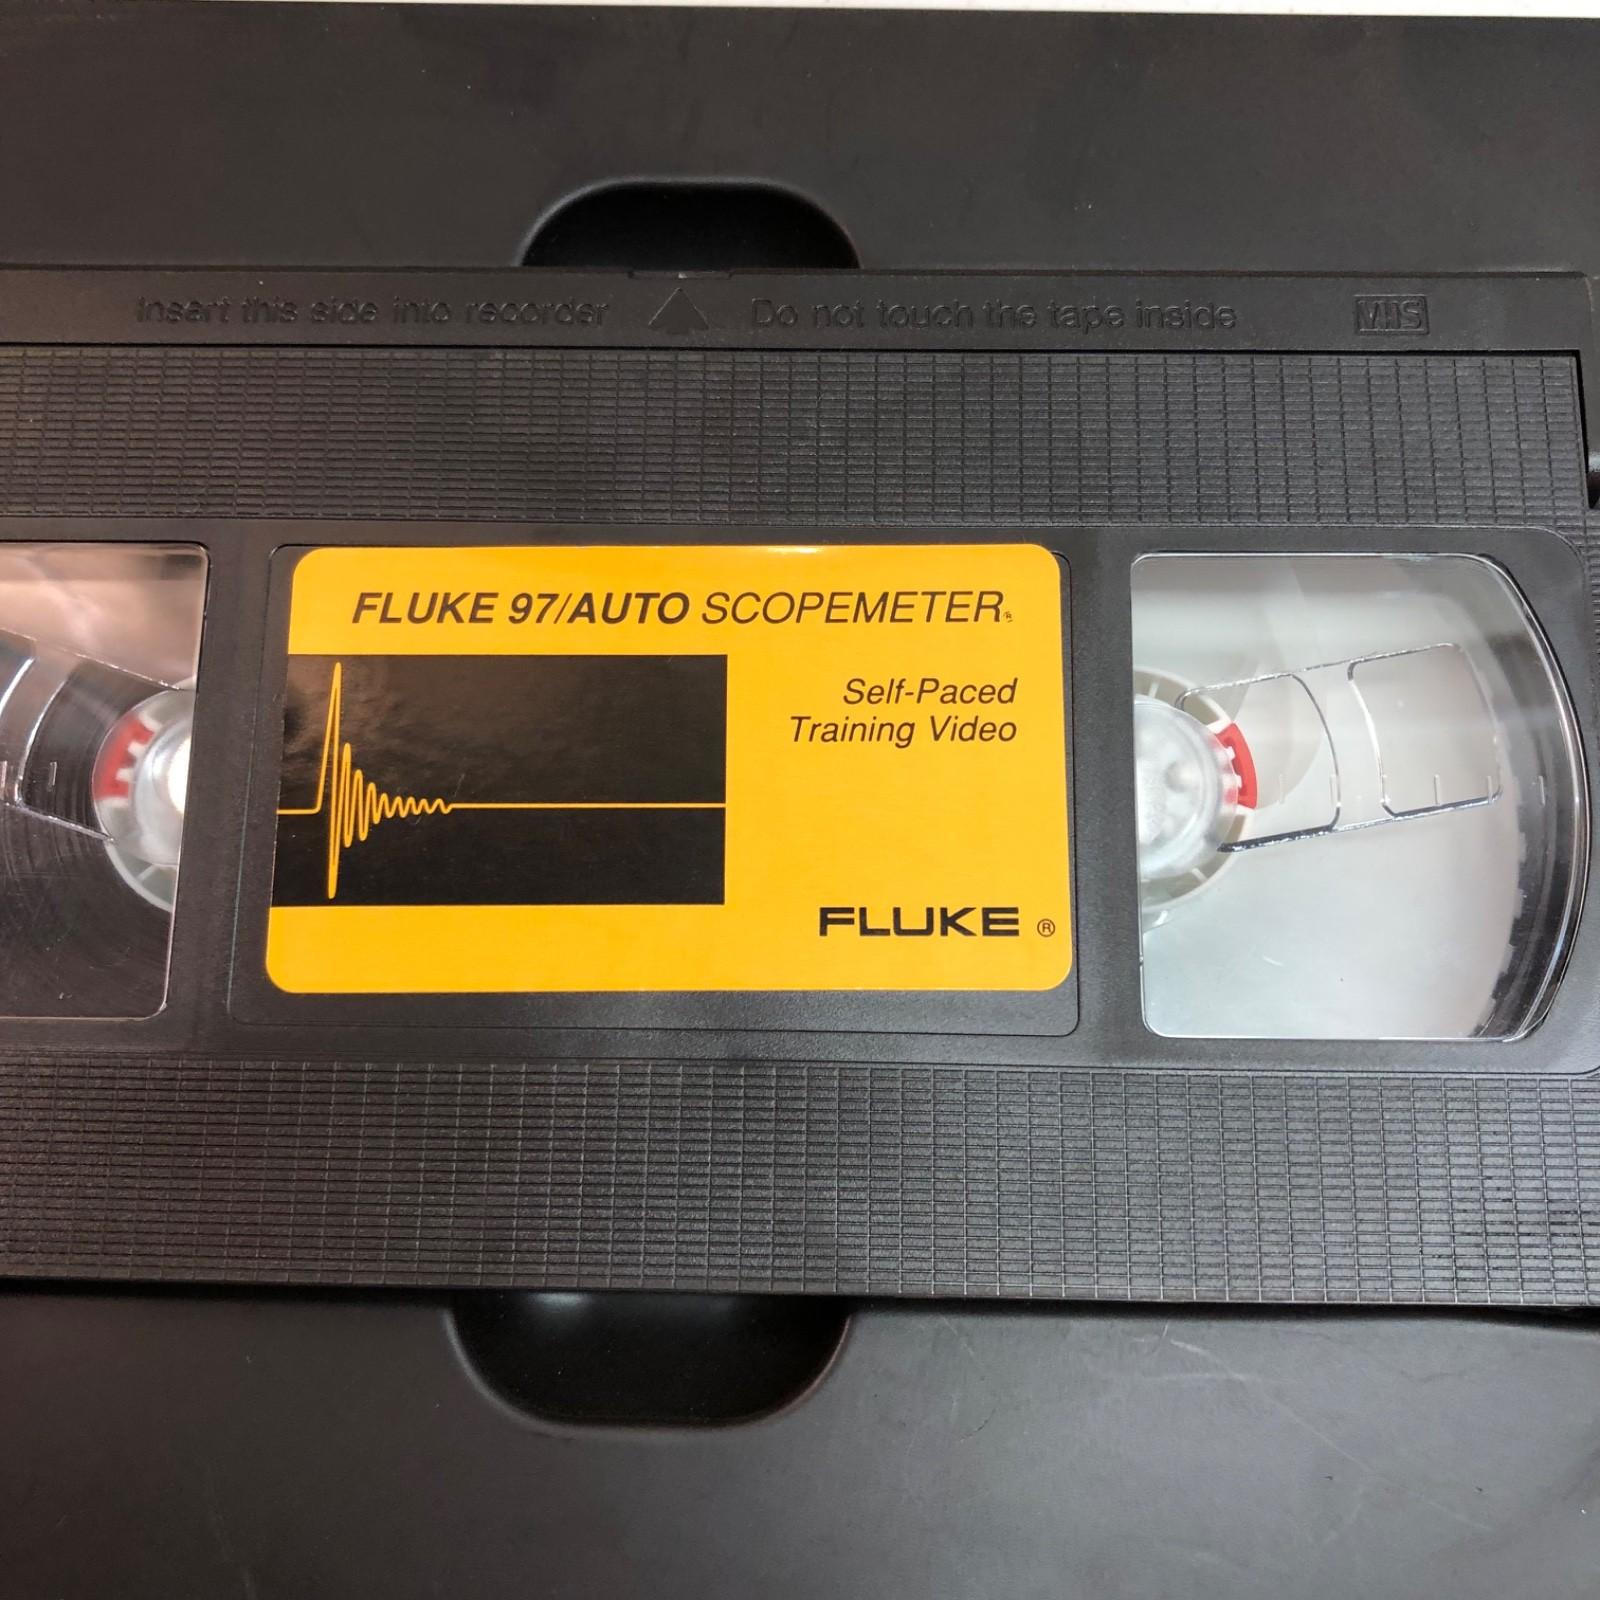 Insert this side into recorder Do not touch the tape inside VHS
FLUKE 97/AUTO SCOPEMETER®
Self-Paced
Training Video
FLUKE ®